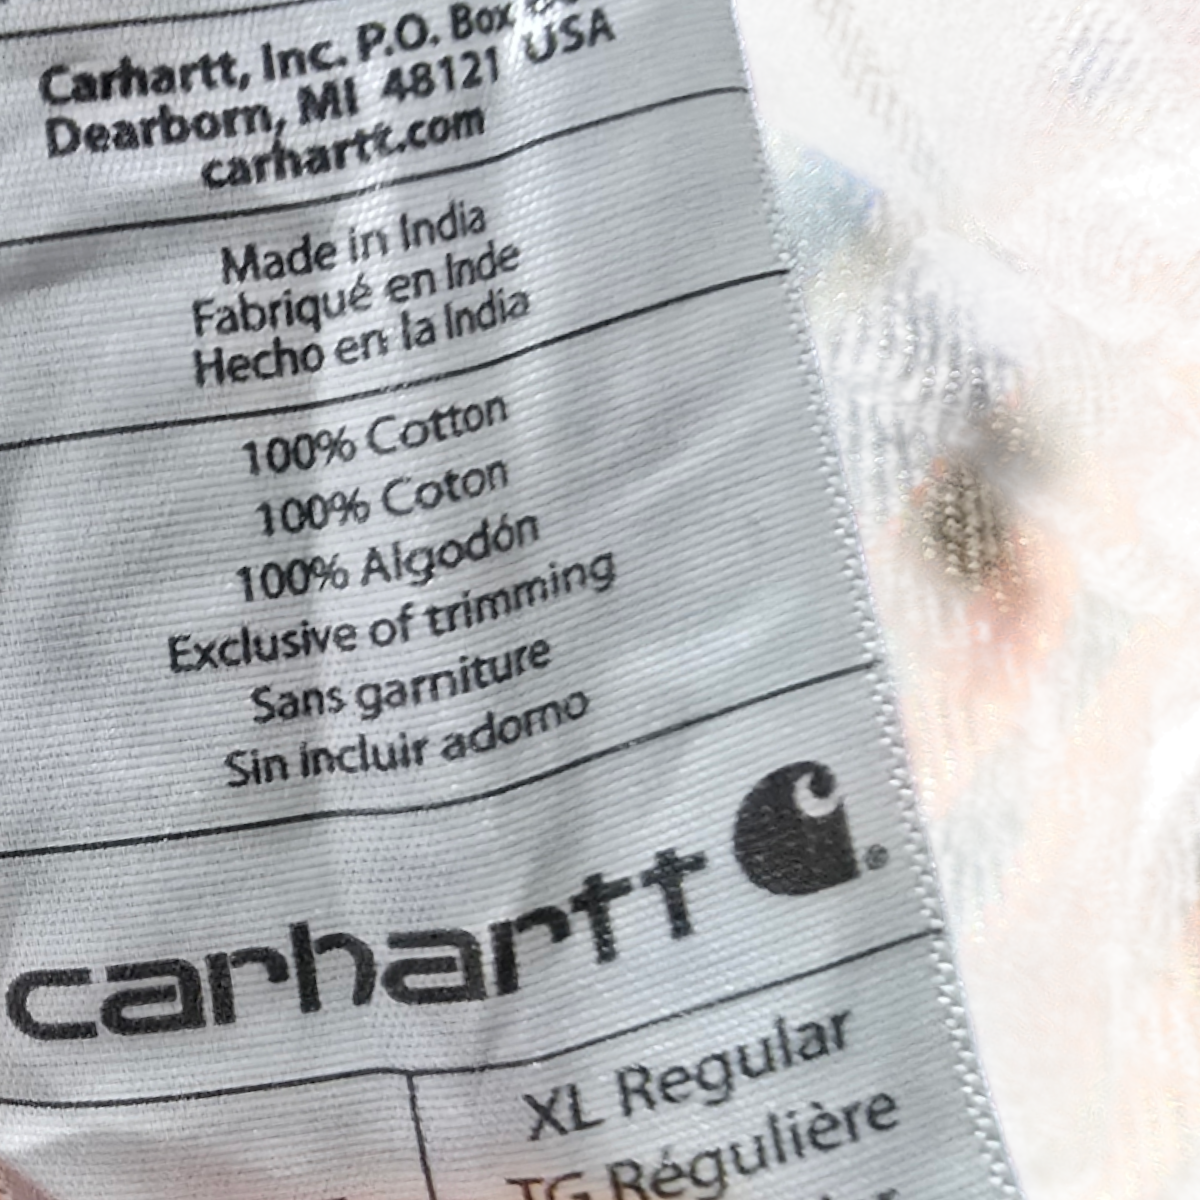 Carhartt, Inc. P.O. Box
Dearborn, MI 48121 USA
carhartt.com
Made in India
Fabriqué en Inde
Hecho en la India
100% Cotton
100% Coton
100% Algodón
Exclusive of trimming
Sans garniture
Sin incluir adorno
carhartt ®
XL Regular
TG Régulière